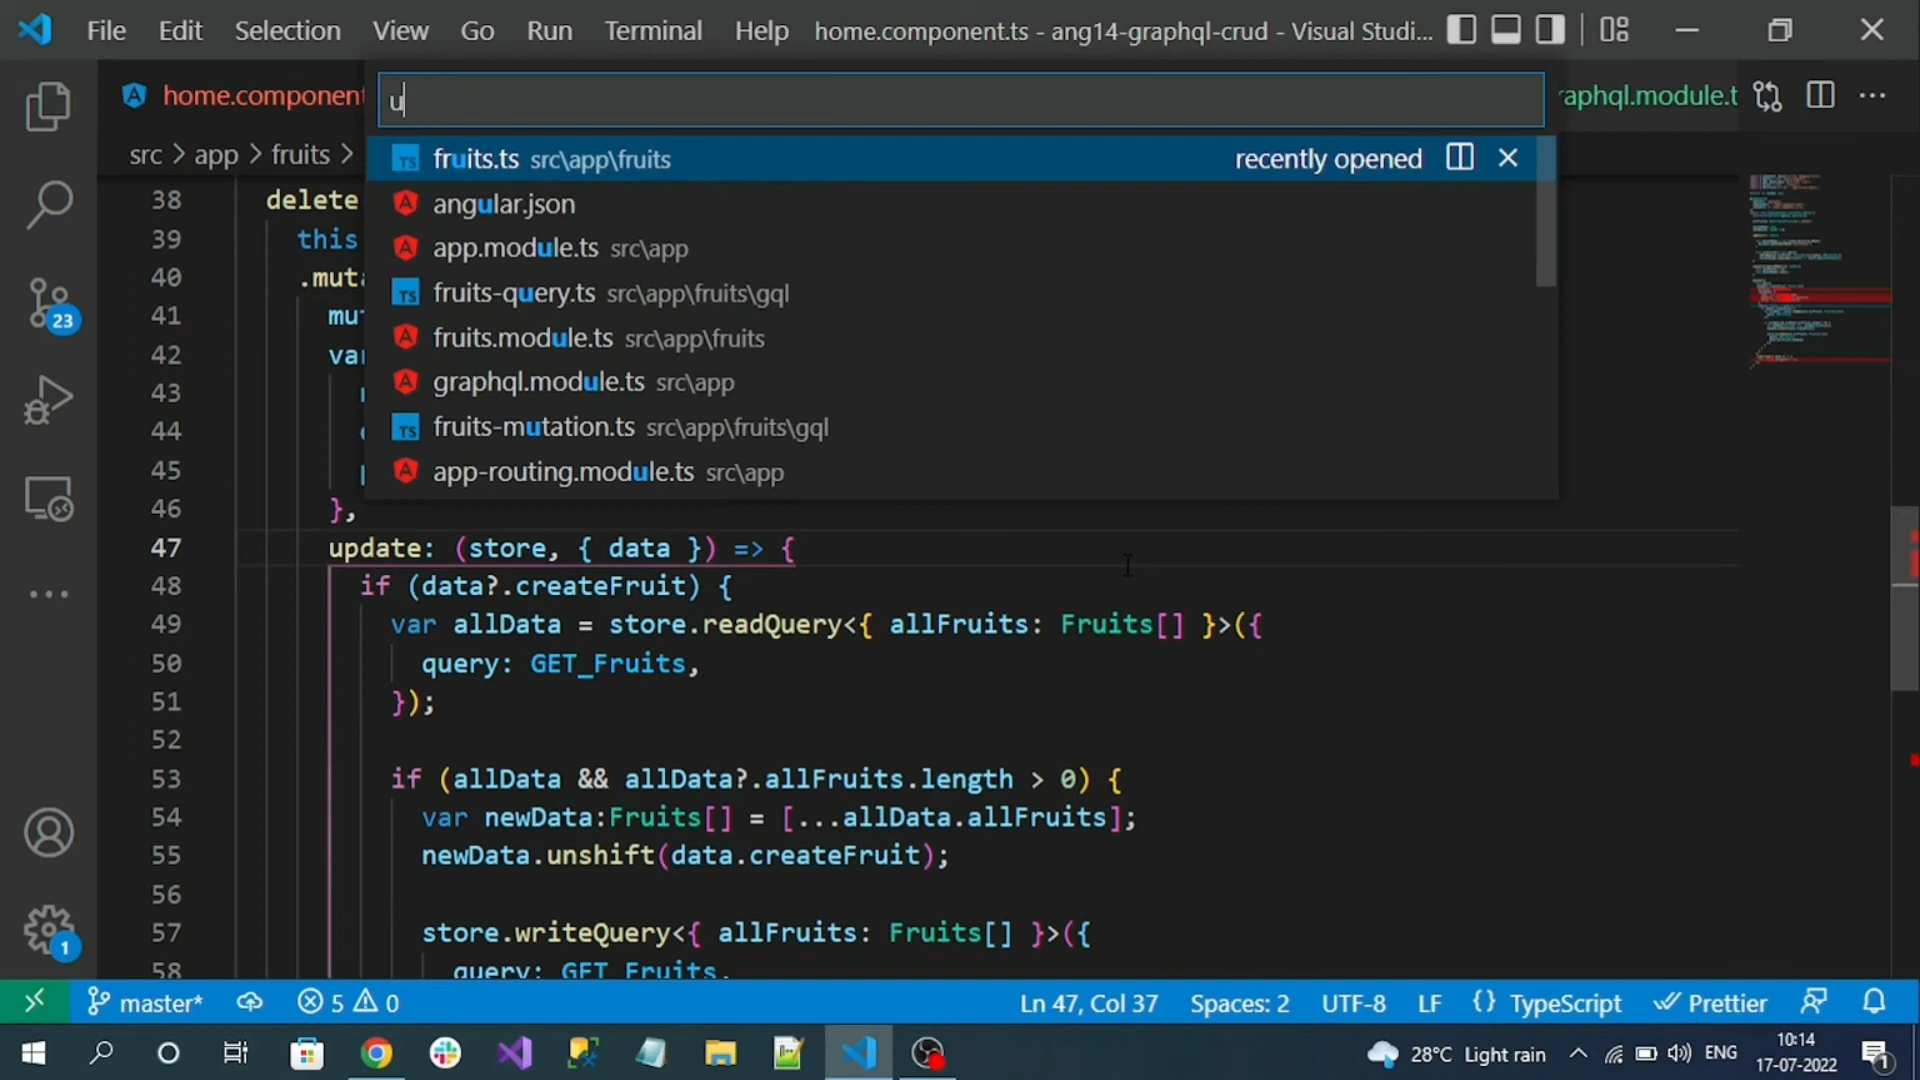 File Edit Selection View Go Run Terminal Help home.component.ts - ang14-graphql-crud - Visual Studi...
home.component
u
raphql.module.t
src > app > fruits >
fruits.ts src\app\fruits recently opened
angular.json
app.module.ts src\app
fruits-query.ts src\app\fruits\gql
fruits.module.ts src\app\fruits
graphql.module.ts src\app
fruits-mutation.ts src\app\fruits\gql
app-routing.module.ts src\app
38 delete
39 this
40 .muta
41 mut
42 var
43
44
45
46 },
47 update: (store, { data }) => {
48 if (data?.createFruit) {
49 var allData = store.readQuery<{ allFruits: Fruits[] }>({
50 query: GET_Fruits,
51 });
52
53 if (allData && allData?.allFruits.length > 0) {
54 var newData:Fruits[] = [...allData.allFruits];
55 newData.unshift(data.createFruit);
56
57 store.writeQuery<{ allFruits: Fruits[] }>({
58 query: GET_Fruits,
23
1
master* 5 0 Ln 47, Col 37 Spaces: 2 UTF-8 LF {} TypeScript Prettier
28°C Light rain ENG 10:14
17-07-2022
1